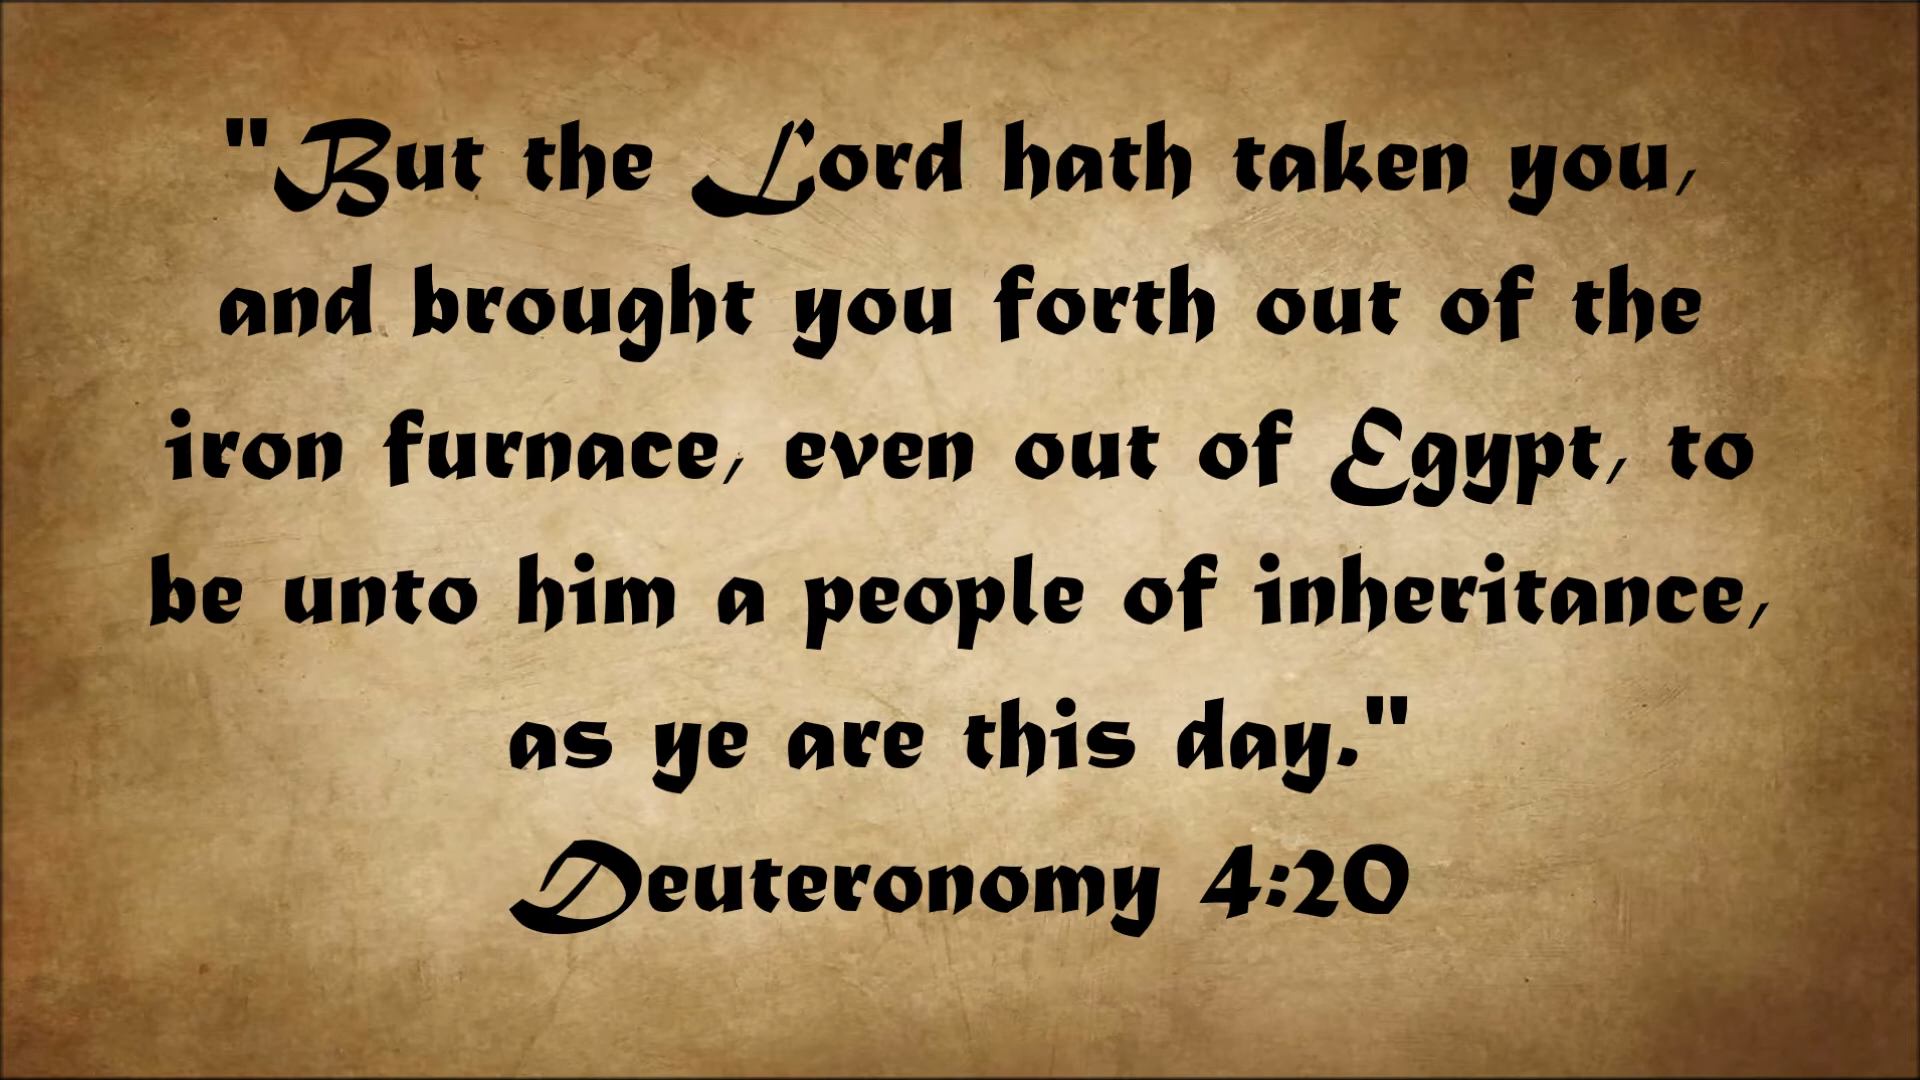 "But the Lord hath taken you,
and brought you forth out of the
iron furnace, even out of Egypt, to
be unto him a people of inheritance,
as ye are this day."
Deuteronomy 4:20